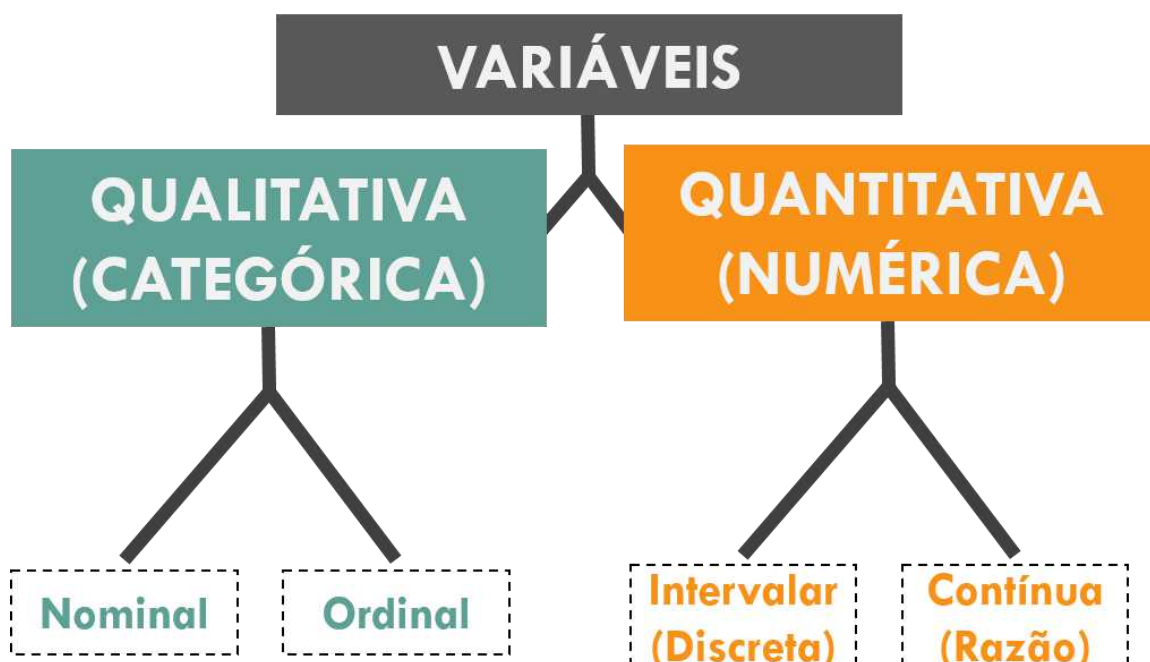 VARIÁVEIS
QUALITATIVA
(CATEGÓRICA)
QUANTITATIVA
(NUMÉRICA)
Nominal
Ordinal
Intervalar
(Discreta)
Contínua
(Razão)